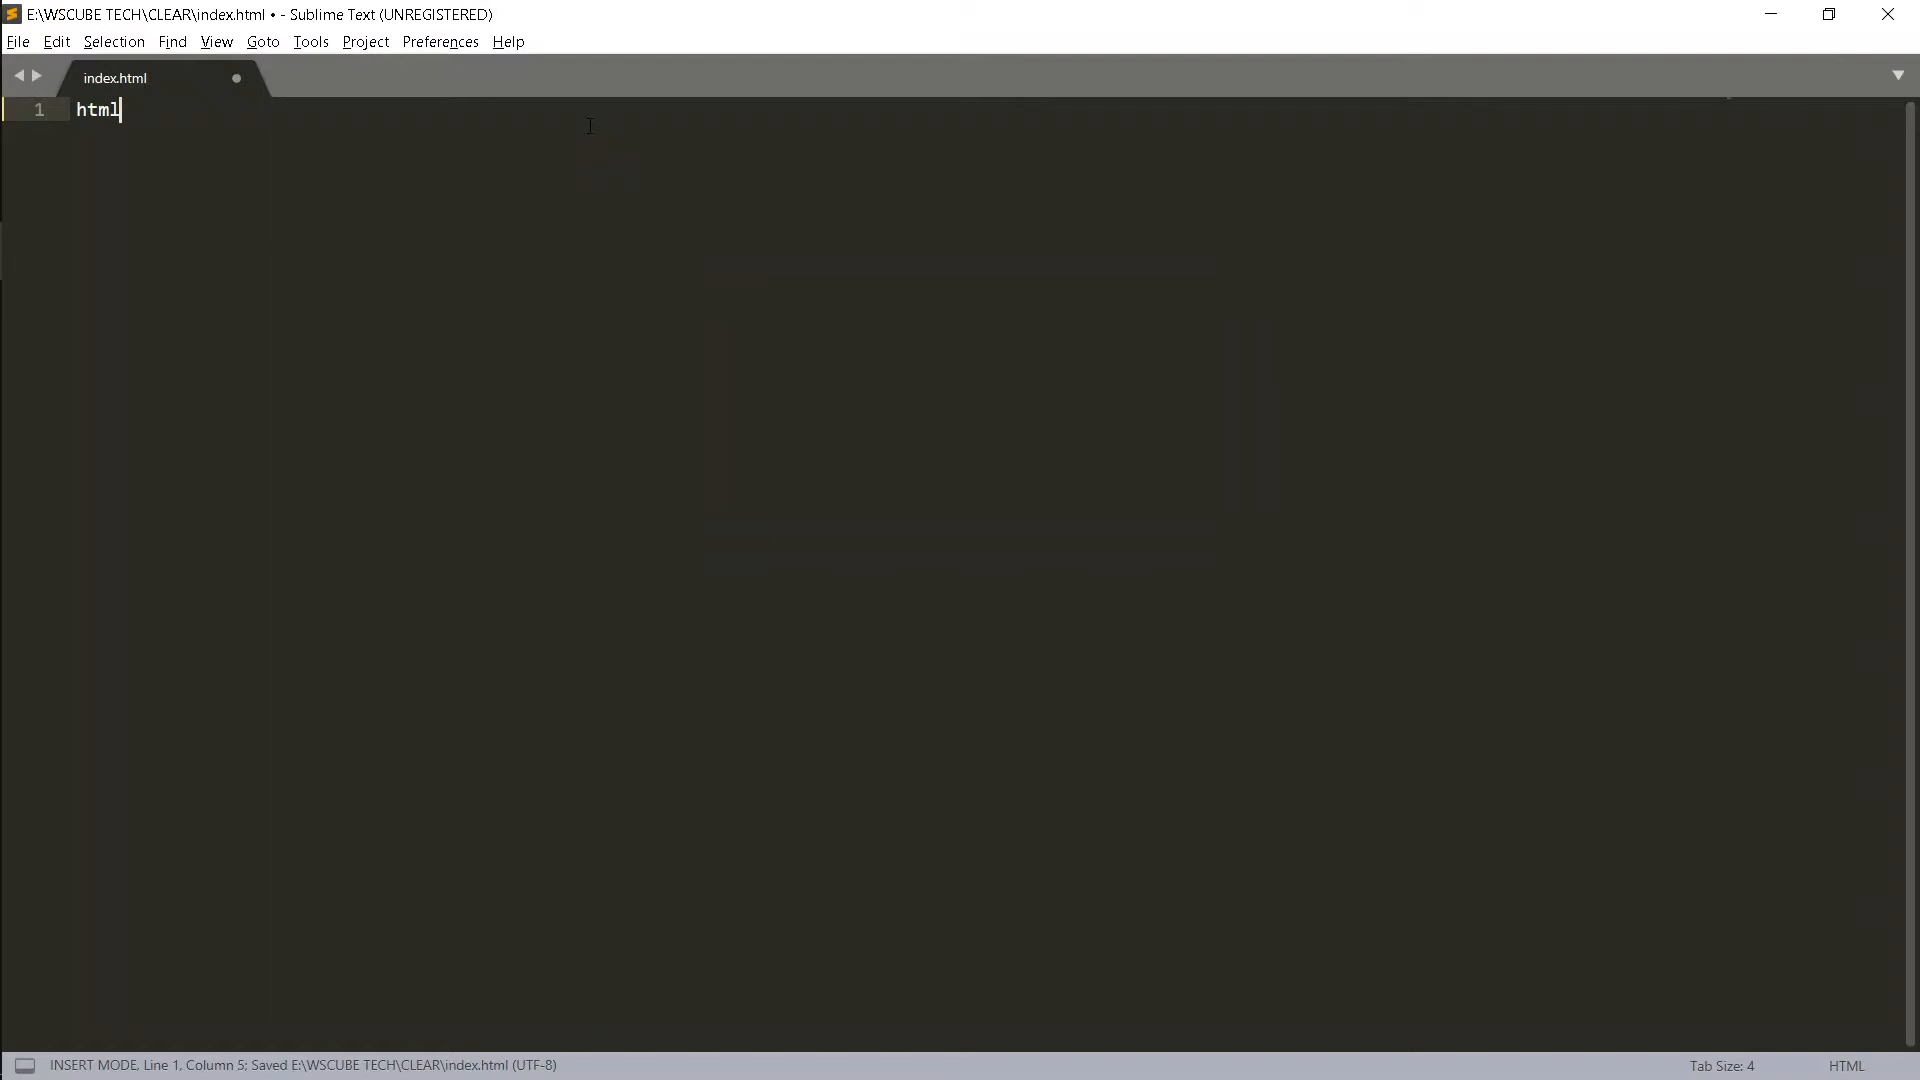 E:\WSCUBE TECH\CLEAR\index.html • - Sublime Text (UNREGISTERED)
File Edit Selection Find View Goto Tools Project Preferences Help
index.html
1 html
INSERT MODE, Line 1, Column 5; Saved E:\WSCUBE TECH\CLEAR\index.html (UTF-8) Tab Size: 4 HTML